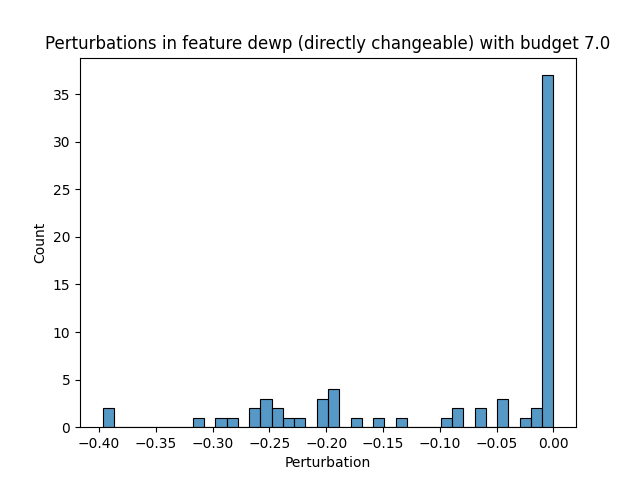 Perturbations in feature dewp (directly changeable) with budget 7.0
35
30
25
20
15
10
5
0
Count
−0.40 −0.35 −0.30 −0.25 −0.20 −0.15 −0.10 −0.05 0.00
Perturbation